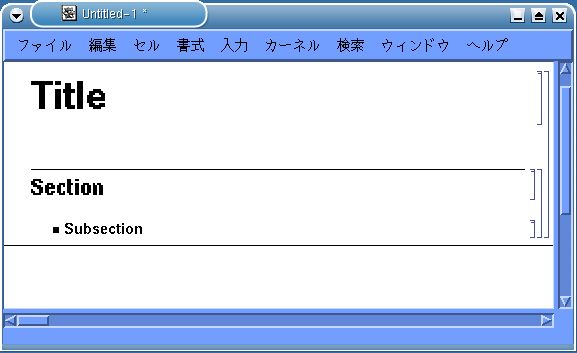 Untitled-1 *
ファイル 編集 セル 書式 入力 カーネル 検索 ウィンドウ ヘルプ
Title
Section
Subsection